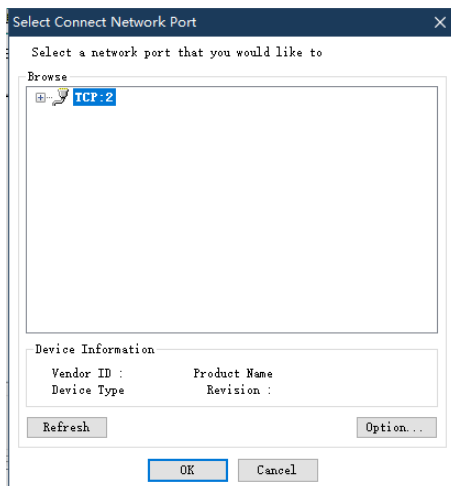 Select Connect Network Port
Select a network port that you would like to
Browse
TCP:2
Device Information
Vendor ID :
Product Name
Device Type
Revision :
Refresh
Option...
OK
Cancel